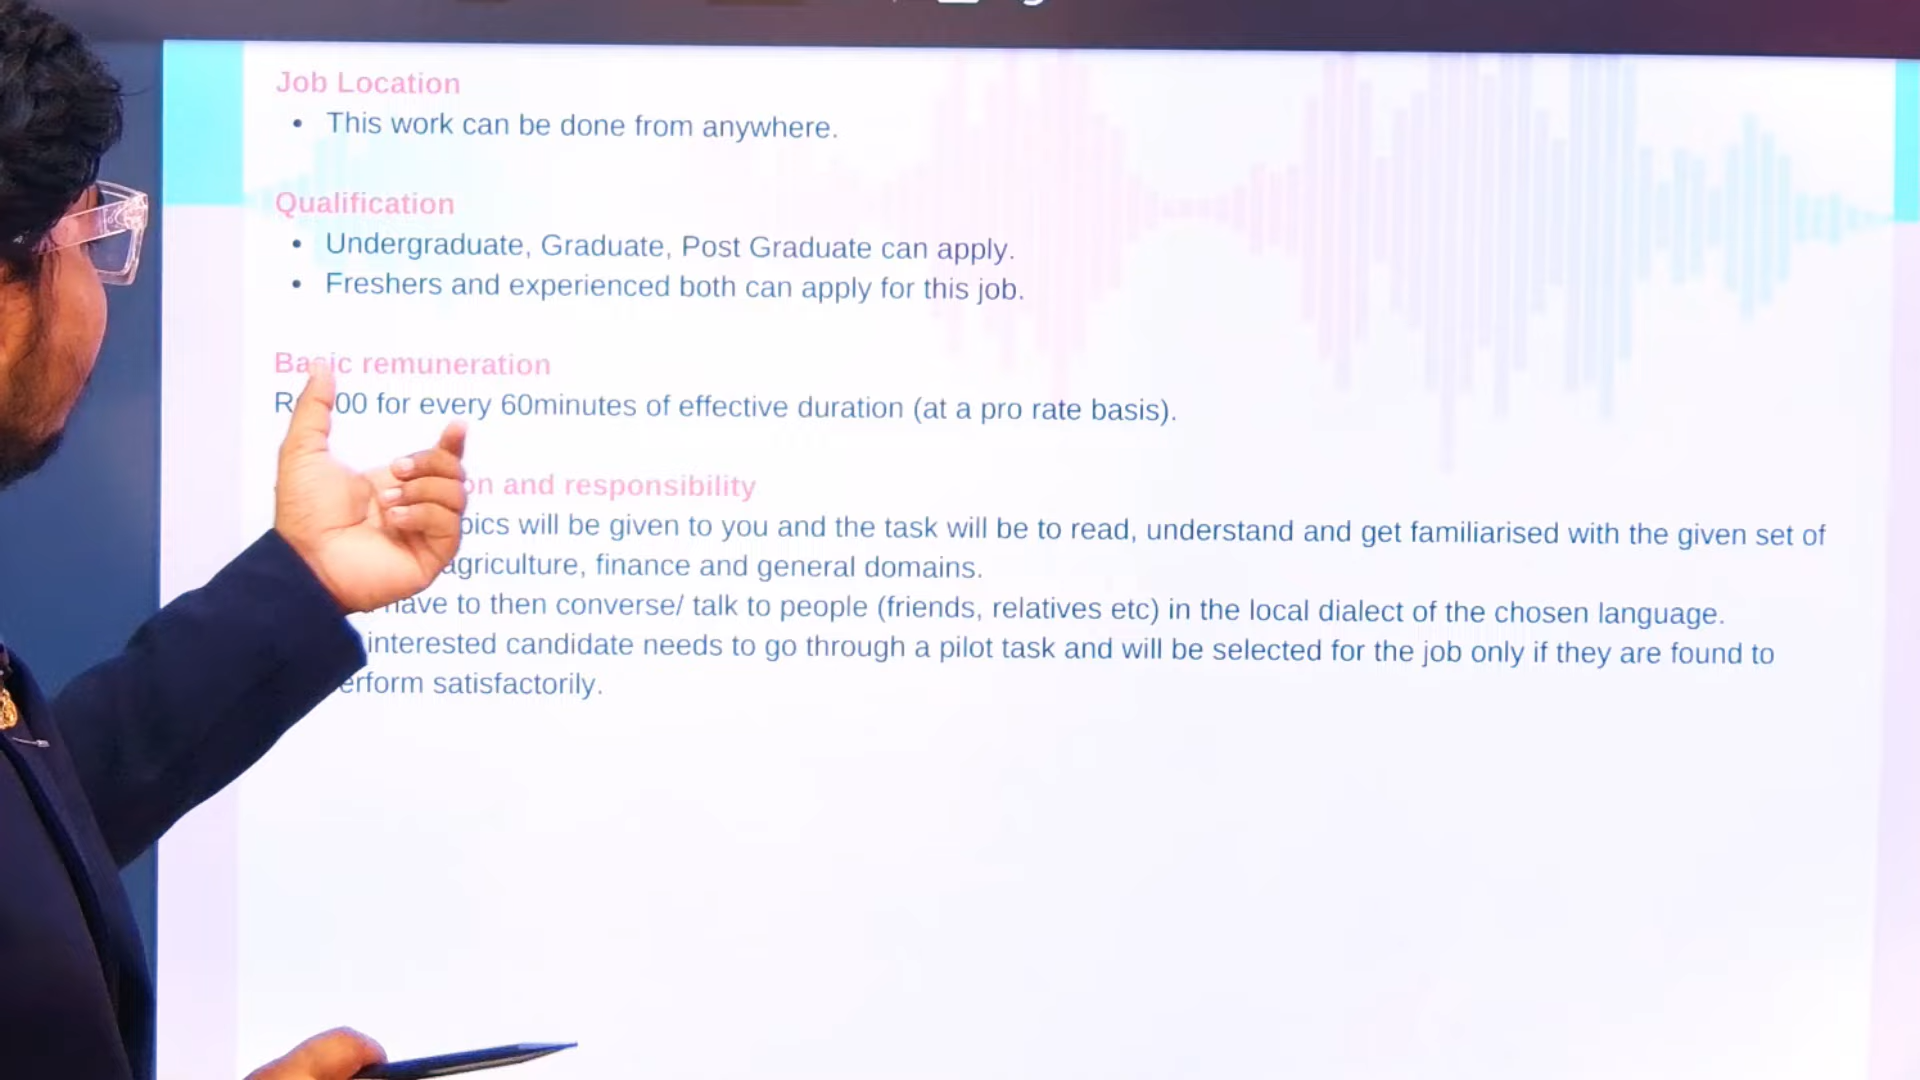 Job Location
• This work can be done from anywhere.
Qualification
• Undergraduate, Graduate, Post Graduate can apply.
• Freshers and experienced both can apply for this job.
Basic remuneration
00 for every 60minutes of effective duration (at a pro rate basis).
and responsibility
will be given to you and the task will be to read, understand and get familiarised with the given set of
agriculture, finance and general domains.
have to then converse/ talk to people (friends, relatives etc) in the local dialect of the chosen language.
interested candidate needs to go through a pilot task and will be selected for the job only if they are found to
perform satisfactorily.